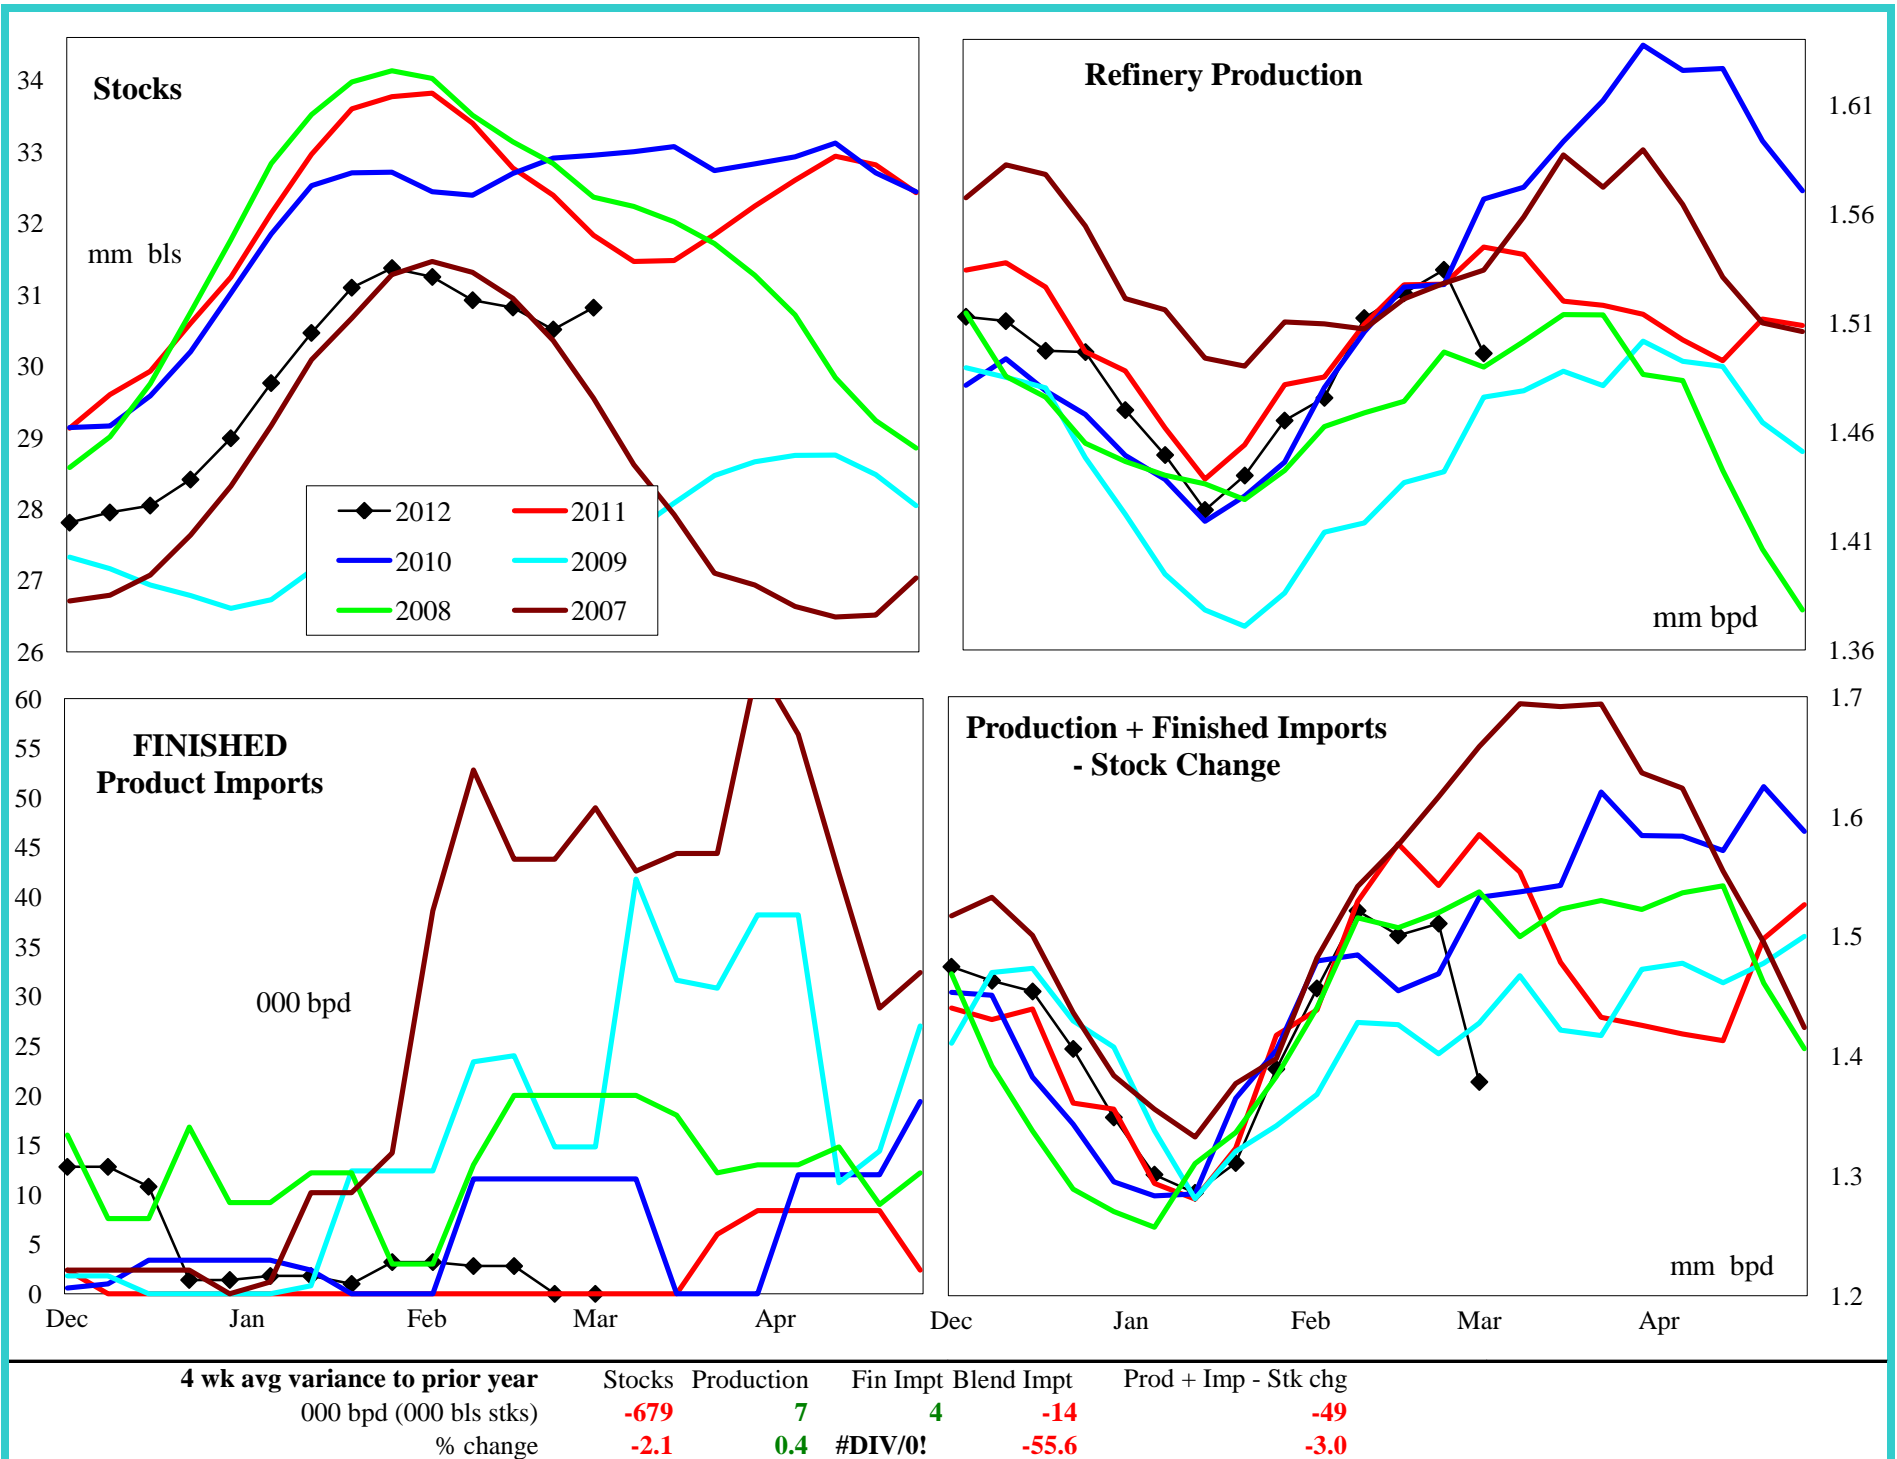 Stocks
mm bls
34
33
32
31
30
29
28
27
26
2012
2011
2010
2009
2008
2007
Refinery Production
1.61
1.56
1.51
1.46
1.41
1.36
mm bpd
FINISHED
Product Imports
000 bpd
60
55
50
45
40
35
30
25
20
15
10
5
0
Dec Jan Feb Mar Apr
Production + Finished Imports
- Stock Change
1.7
1.6
1.5
1.4
1.3
1.2
mm bpd
Dec Jan Feb Mar Apr
4 wk avg variance to prior year Stocks Production Fin Impt Blend Impt Prod + Imp - Stk chg
000 bpd (000 bls stks) -679 7 4 -14 -49
% change -2.1 0.4 #DIV/0! -55.6 -3.0